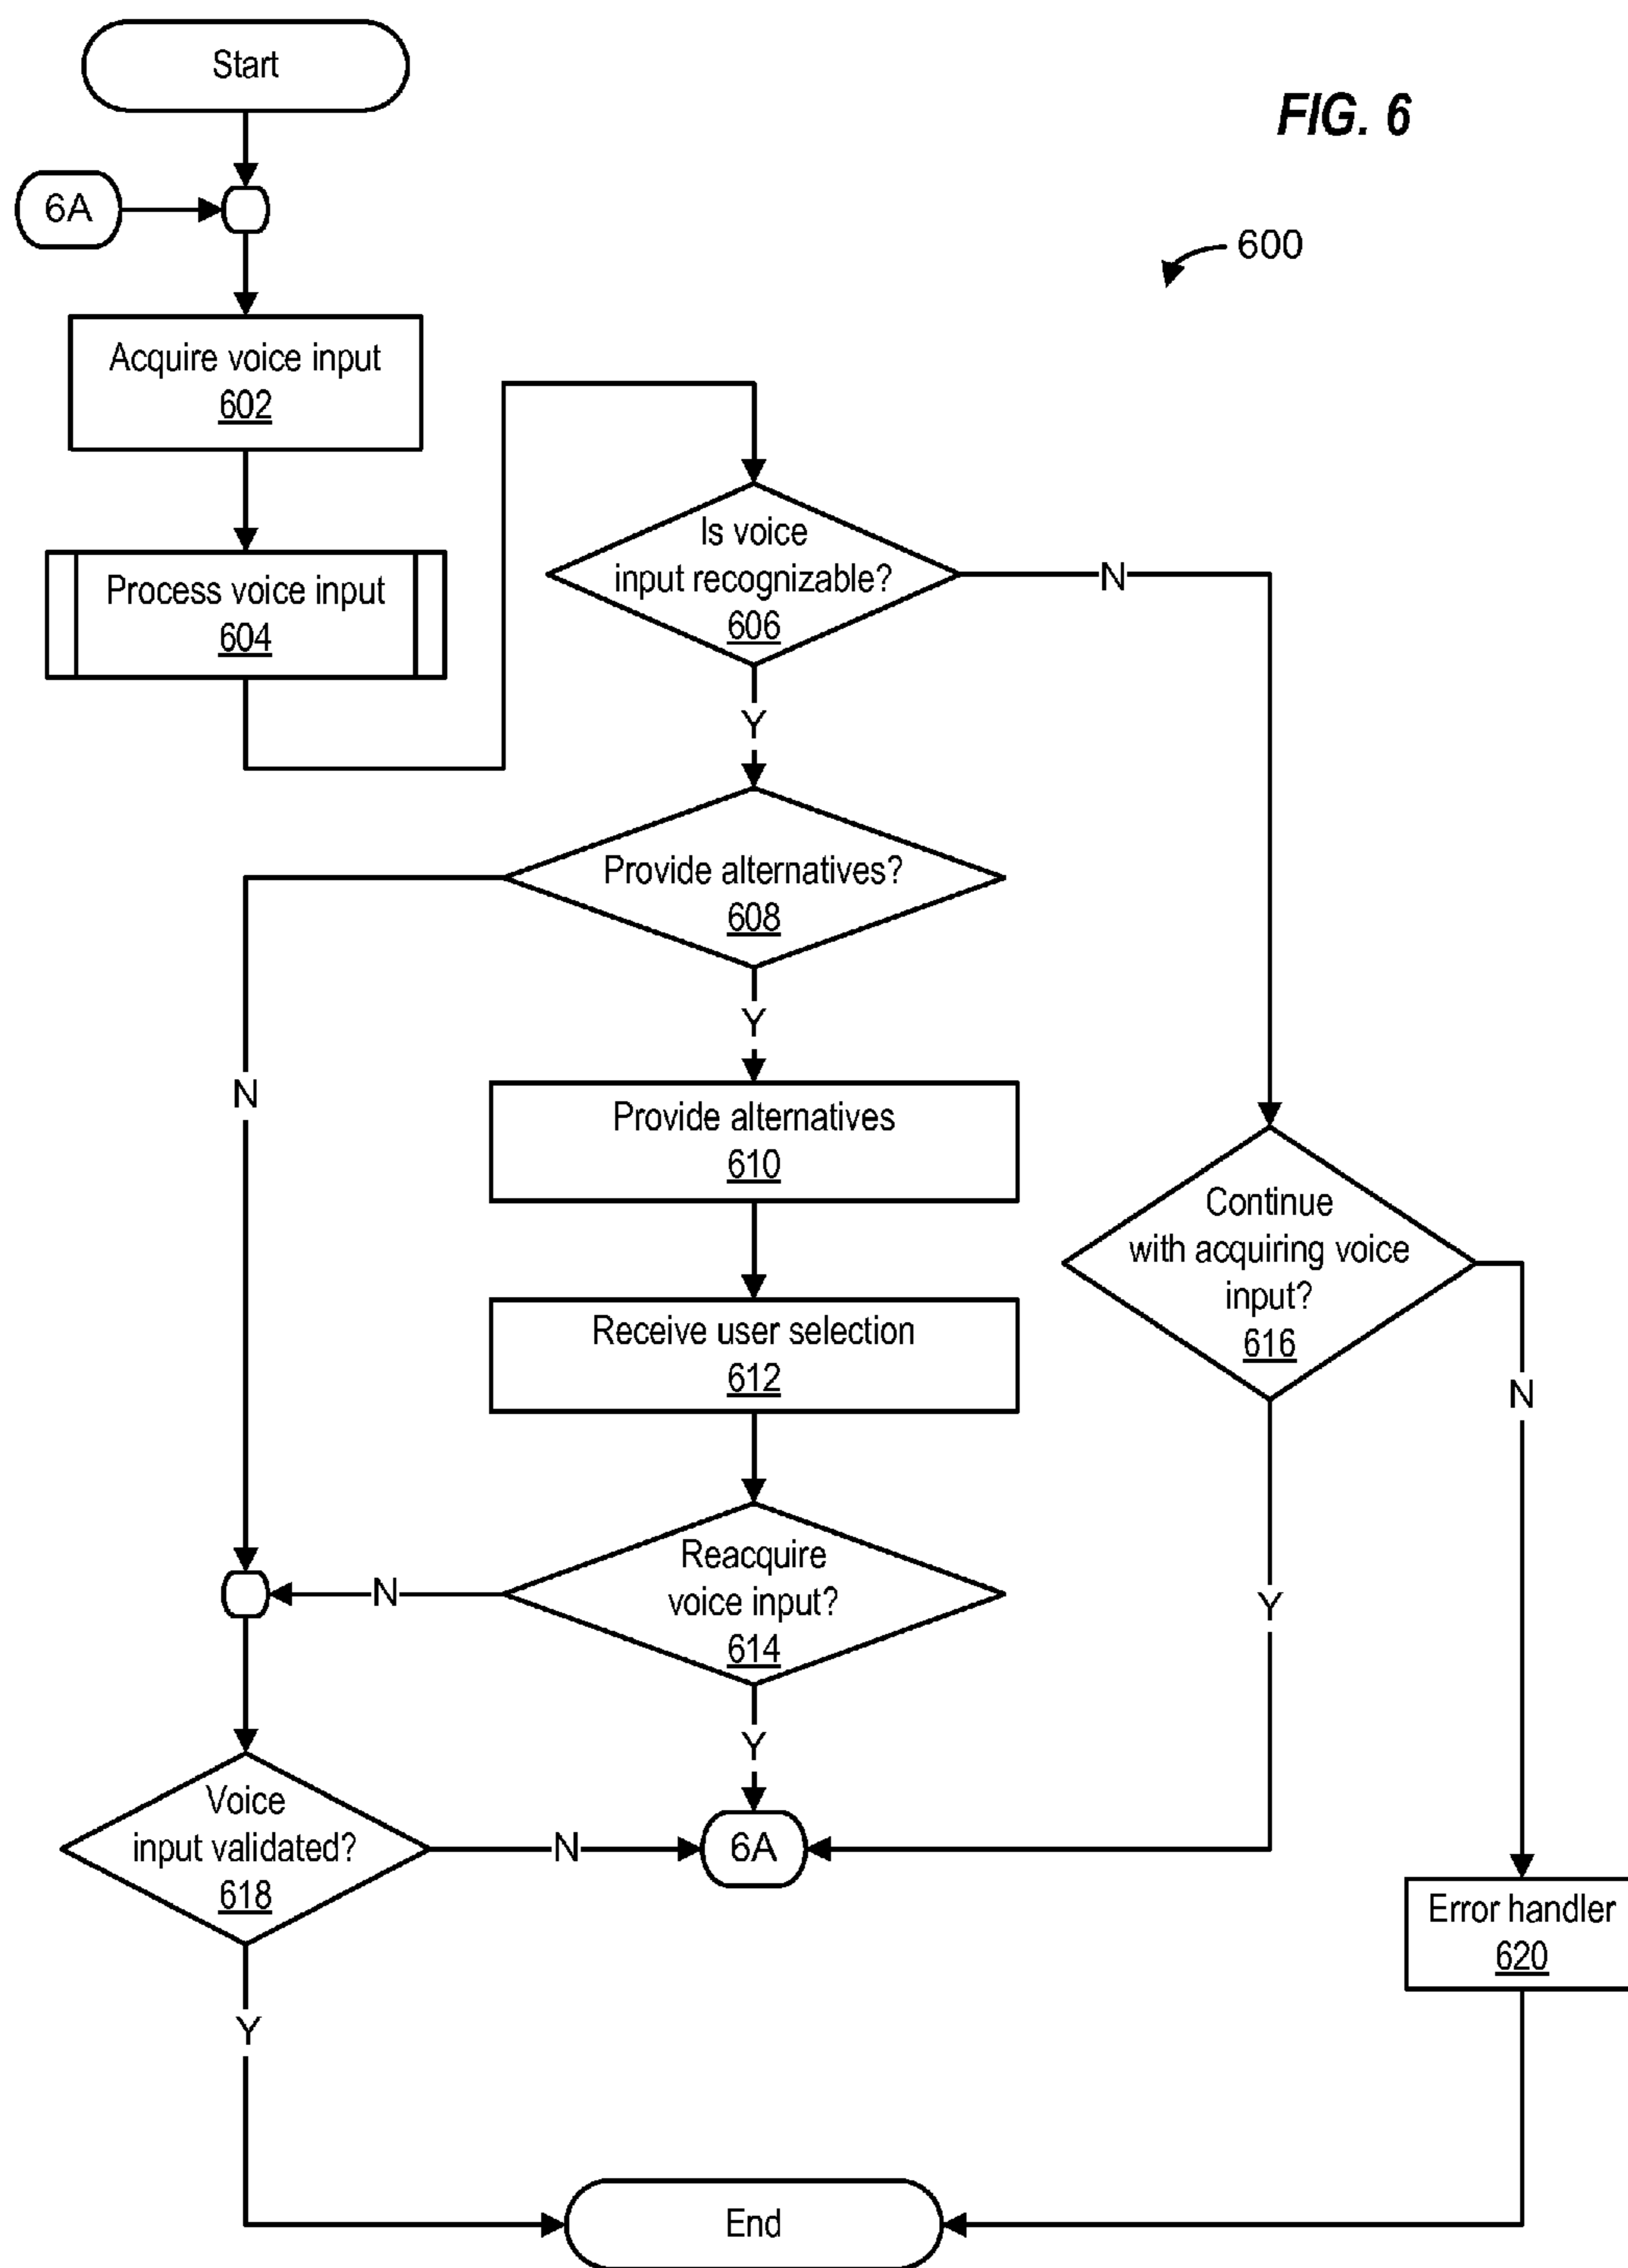 Start
FIG. 6
6A
600
Acquire voice input
602
Is voice
input recognizable?
606
N
Process voice input
604
Y
Provide alternatives?
608
Y
N
Provide alternatives
610
Continue
with acquiring voice
input?
616
Receive user selection
612
N
Reacquire
voice input?
614
N
Y
Y
Voice
input validated?
618
N
6A
Error handler
620
Y
End